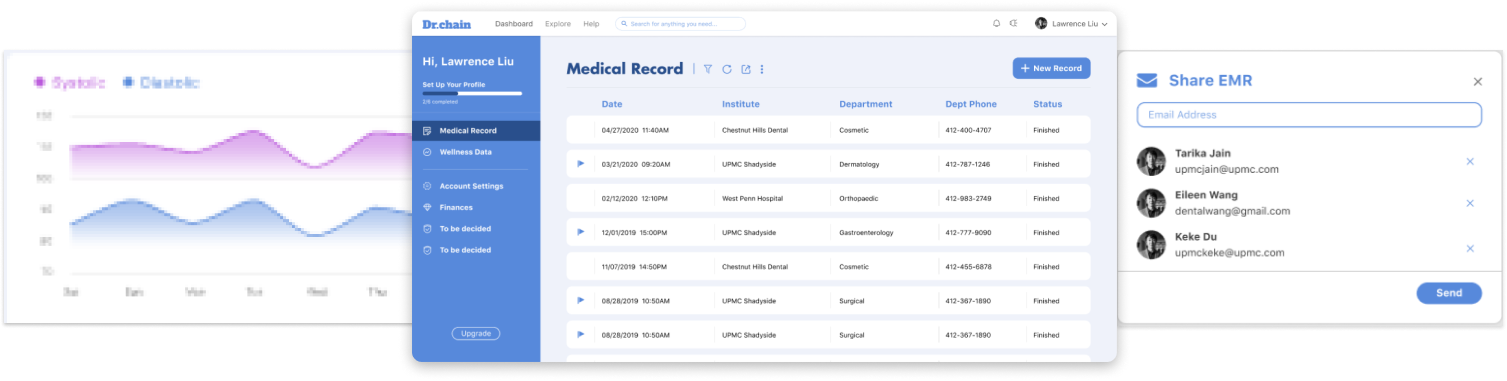 Systolic Diastolic
Dr.chain Dashboard Explore Help Search for anything you need... Lawrence Liu
Hi, Lawrence Liu
Set Up Your Profile
2/6 completed
Medical Record
Wellness Data
Account Settings
Finances
To be decided
To be decided
Upgrade
Medical Record New Record
Date Institute Department Dept Phone Status
04/27/2020 11:40AM Chestnut Hills Dental Cosmetic 412-400-4707 Finished
03/21/2020 09:20AM UPMC Shadyside Dermatology 412-787-1246 Finished
02/12/2020 12:10PM West Penn Hospital Orthopaedic 412-983-2749 Finished
12/01/2019 15:00PM UPMC Shadyside Gastroenterology 412-777-9090 Finished
11/07/2019 14:50PM Chestnut Hills Dental Cosmetic 412-455-6878 Finished
08/28/2019 10:50AM UPMC Shadyside Surgical 412-367-1890 Finished
08/28/2019 10:50AM UPMC Shadyside Surgical 412-367-1890 Finished
Share EMR
Email Address
Tarika Jain
upmcjain@upmc.com
Eileen Wang
dentalwang@gmail.com
Keke Du
upmckeke@upmc.com
Send